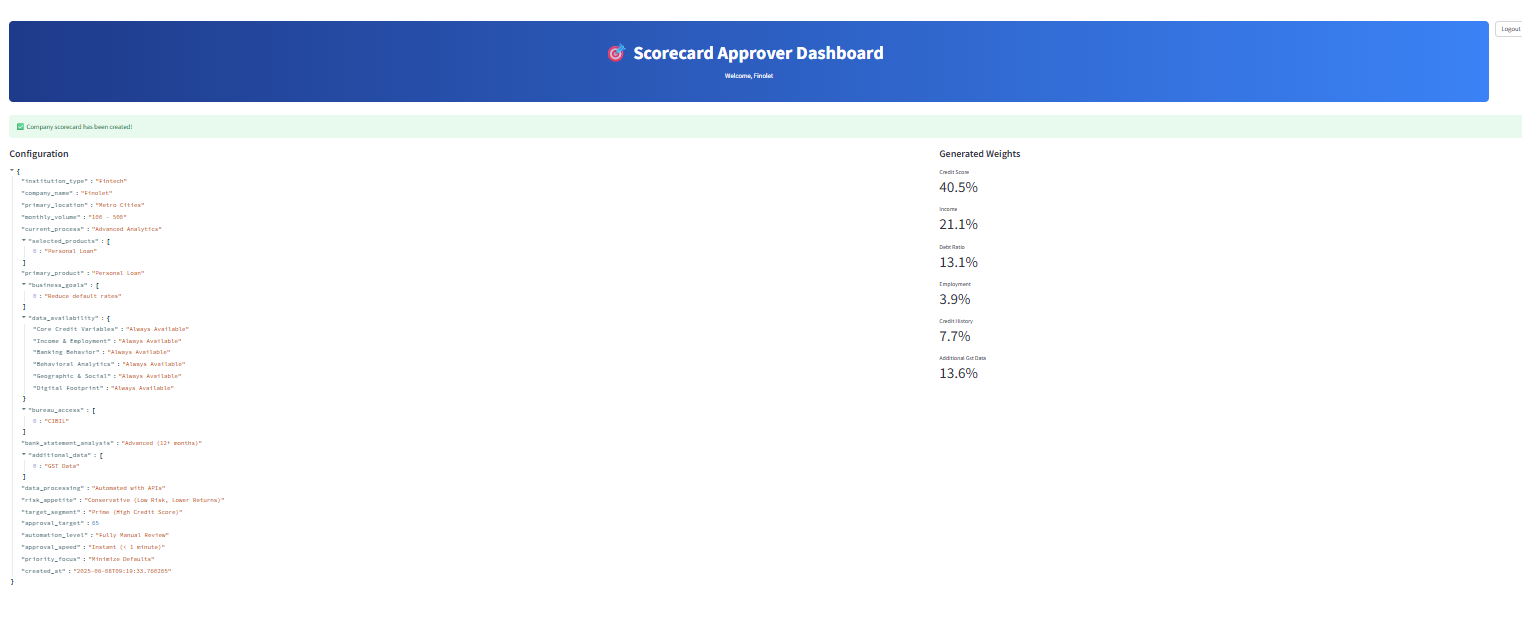 Scorecard Approver Dashboard
Logout
Welcome, Finolet
Company scorecard has been created!
Configuration
{
"institution_type" : "Fintech"
"company_name" : "Finolet"
"primary_location" : "Metro Cities"
"monthly_volume" : "100 - 500"
"current_process" : "Advanced Analytics"
"selected_products" : [
0 : "Personal Loan"
]
"primary_product" : "Personal Loan"
"business_goals" : [
0 : "Reduce default rates"
]
"data_availability" : {
"Core Credit Variables" : "Always Available"
"Income & Employment" : "Always Available"
"Banking Behavior" : "Always Available"
"Behavioral Analytics" : "Always Available"
"Geographic & Social" : "Always Available"
"Digital Footprint" : "Always Available"
}
"bureau_access" : [
0 : "CIBIL"
]
"bank_statement_analysis" : "Advanced (12+ months)"
"additional_data" : [
0 : "GST Data"
]
"data_processing" : "Automated with APIs"
"risk_appetite" : "Conservative (Low Risk, Lower Returns)"
"target_segment" : "Prime (High Credit Score)"
"approval_target" : 65
"automation_level" : "Fully Manual Review"
"approval_speed" : "Instant (< 1 minute)"
"priority_focus" : "Minimize Defaults"
"created_at" :
}
Generated Weights
Credit Score
40.5%
Income
21.1%
Debt Ratio
13.1%
Employment
3.9%
Credit History
7.7%
Additional Gst Data
13.6%